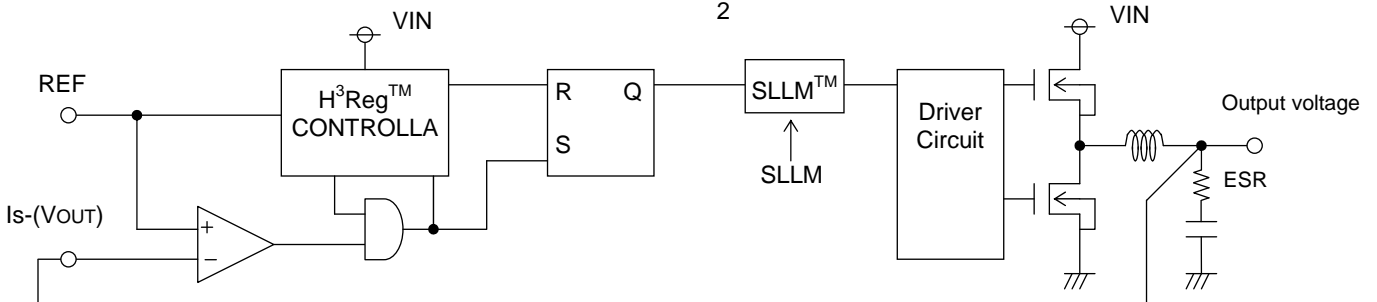 2
VIN
VIN
REF
H³Reg™
CONTROLLA
R
Q
S
SLLM™
SLLM
Driver
Circuit
Output voltage
ESR
Is-(VOUT)
+
−